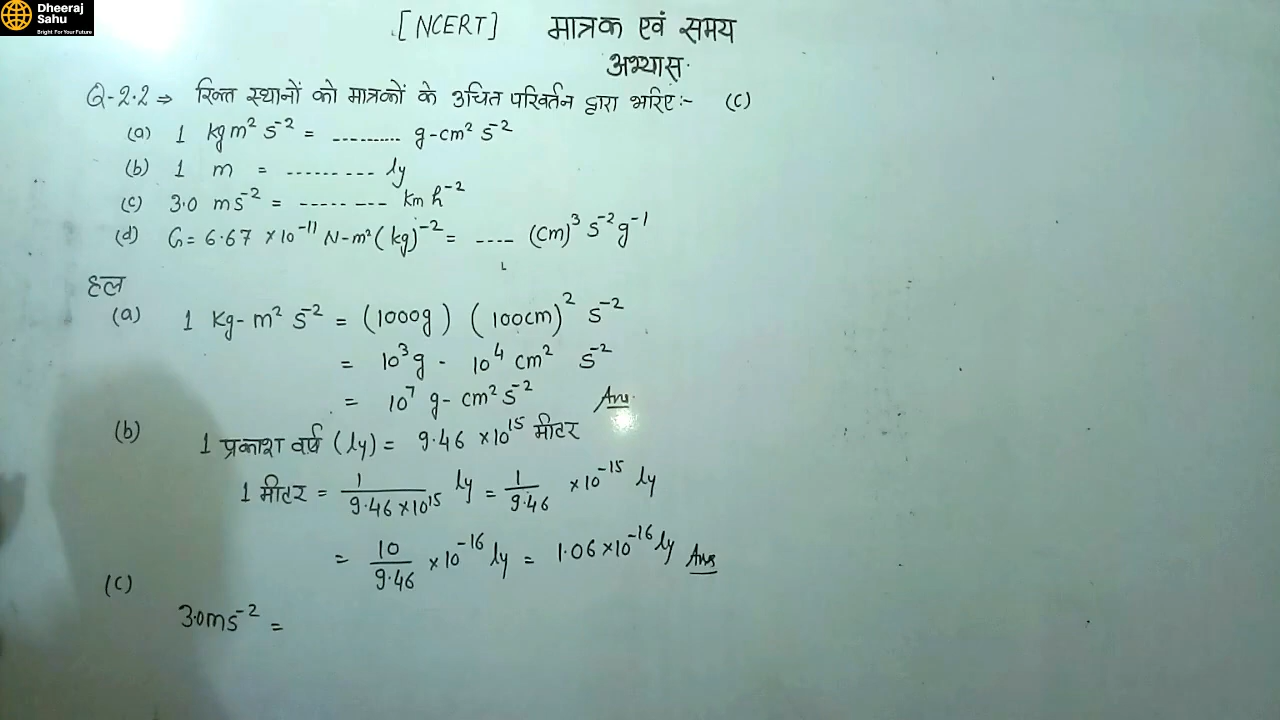 Dheeraj
Sahu
Bright For Your Future
[NCERT] मात्रक एवं समय
अभ्यास
Q-2.2 ⇒ रिक्त स्थानों को मात्रकों के उचित परिवर्तन द्वारा भरिए:- (c)
(a) 1 kg m² s⁻² = .......... g-cm² s⁻²
(b) 1 m = --------- ly
(c) 3.0 ms⁻² = -------- km h⁻²
(d) G = 6.67 ×10⁻¹¹ N-m²(kg)⁻² = ---- (cm)³ s⁻² g⁻¹
हल
(a) 1 Kg-m² s⁻² = (1000g) (100cm)² s⁻²
= 10³g - 10⁴ cm² s⁻²
= 10⁷ g-cm² s⁻² Ans.
(b) 1 प्रकाश वर्ष (ly) = 9.46 ×10¹⁵ मीटर
1 मीटर = 1/(9.46×10¹⁵) ly = 1/9.46 ×10⁻¹⁵ ly
= 10/9.46 ×10⁻¹⁶ ly = 1.06×10⁻¹⁶ ly Ans
(c)
3.0ms⁻² =